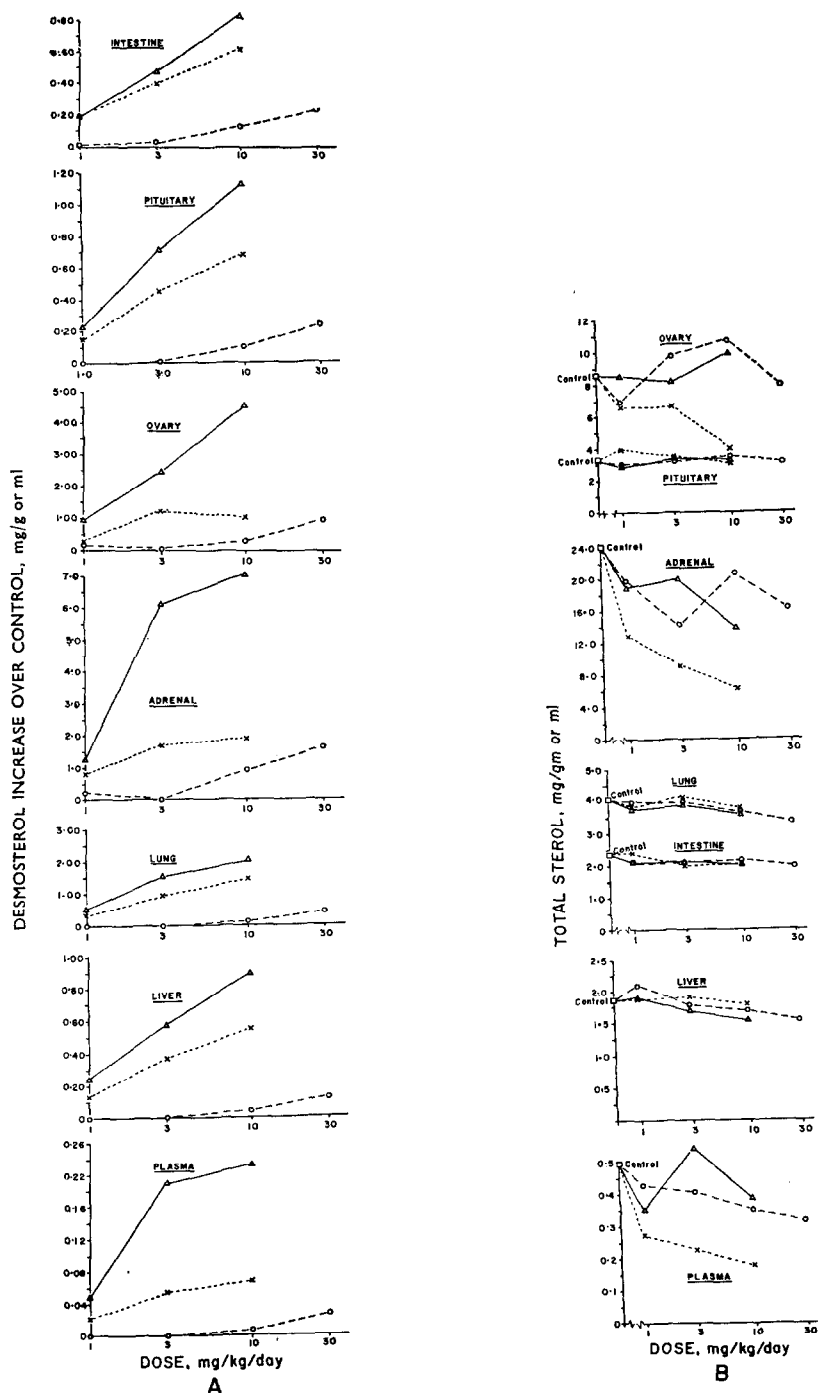 DESMOSTEROL INCREASE OVER CONTROL, mg/g or ml
INTESTINE
0·80
0·60
0·40
0·20
0
1 3 10 30
PITUITARY
1·20
1·00
0·80
0·60
0·40
0·20
0
1·0 3·0 10 30
OVARY
5·00
4·00
3·00
2·00
1·00
0
1 3 10 30
ADRENAL
7·0
6·0
5·0
4·0
3·0
2·0
1·0
0
1 3 10 30
LUNG
3·00
2·00
1·00
0
1 3 10 30
LIVER
1·00
0·80
0·60
0·40
0·20
0
1 3 10 30
PLASMA
0·26
0·22
0·16
0·12
0·08
0·04
0
1 3 10 30
DOSE, mg/kg/day
A
TOTAL STEROL, mg/gm or ml
OVARY
12
10
Control
8
6
4
Control
PITUITARY
2
0
1 3 10 30
24·0
Control
ADRENAL
20·0
16·0
12·0
8·0
4·0
0
1 3 10 30
LUNG
5·0
Control
4·0
3·0
INTESTINE
Control
2·0
1·0
0
1 3 10 30
LIVER
2·5
2·0
Control
1·5
1·0
0·5
1 3 10 30
0·5
Control
0·4
0·3
0·2
PLASMA
0·1
0
1 3 10 30
DOSE, mg/kg/day
B